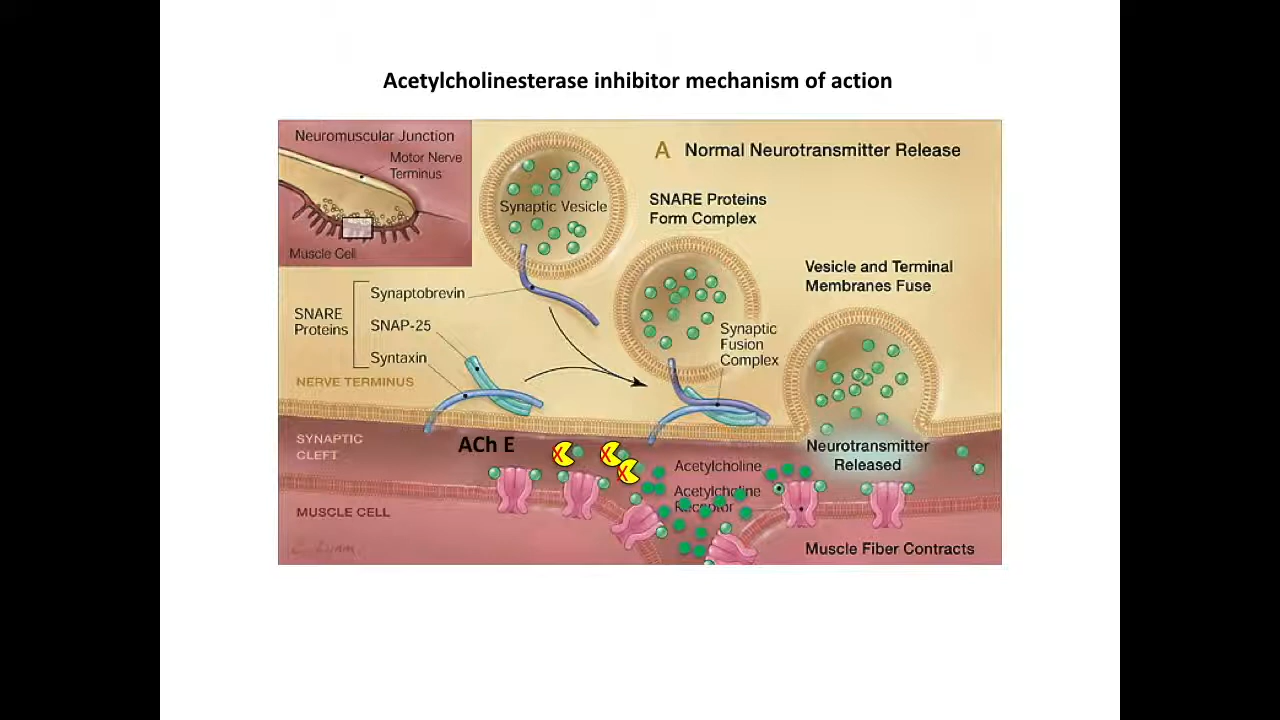 Acetylcholinesterase inhibitor mechanism of action
Neuromuscular Junction
Motor Nerve
Terminus
Muscle Cell
A Normal Neurotransmitter Release
Synaptic Vesicle
SNARE Proteins
Form Complex
Vesicle and Terminal
Membranes Fuse
SNARE
Proteins
Synaptobrevin
SNAP-25
Syntaxin
Synaptic
Fusion
Complex
NERVE TERMINUS
SYNAPTIC
CLEFT
ACh E
X
X
X
Acetylcholine
Acetylcholine
Receptor
Neurotransmitter
Released
MUSCLE CELL
Muscle Fiber Contracts